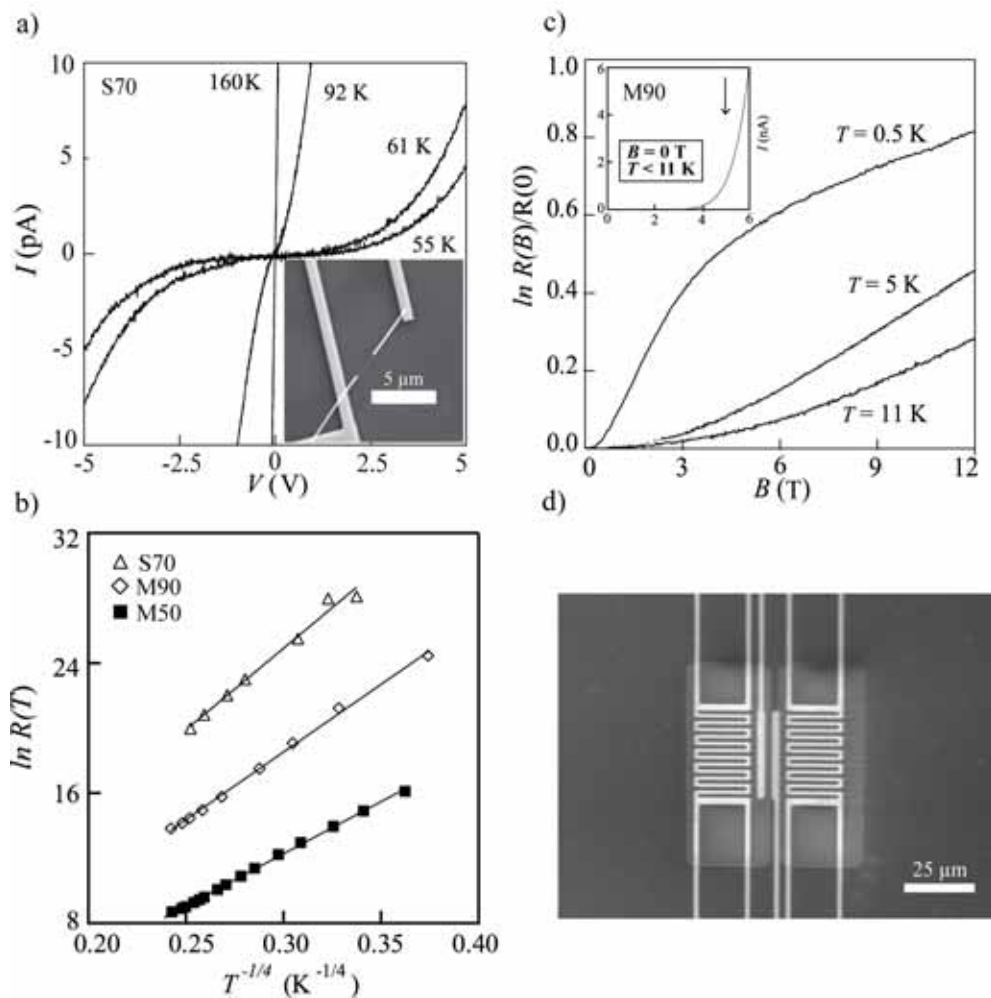 a)
10
5
0
-5
-10
I (pA)
S70
160K
92 K
61 K
55 K
5 µm
-5
-2.5
0
2.5
5
V (V)
b)
32
24
16
8
ln R(T)
S70
M90
M50
0.20
0.25
0.30
0.35
0.40
T^-1/4 (K^-1/4)
c)
0.8
0.6
0.4
0.2
0.0
ln R(B)/R(0)
6
4
2
0
M90
B = 0 T
T < 11 K
I (nA)
0
2
4
6
T = 0.5 K
T = 5 K
T = 11 K
0
3
6
9
12
B (T)
d)
25 µm